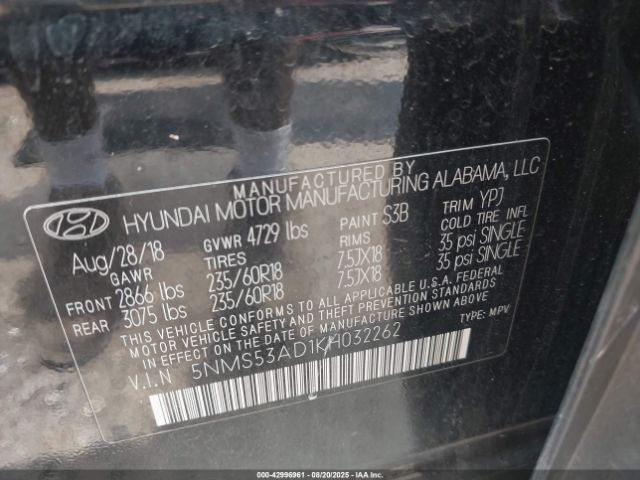 MANUFACTURED BY
HYUNDAI MOTOR MANUFACTURING ALABAMA, LLC
Aug/28/18 GVWR 4729 lbs PAINT S3B TRIM YPJ
GAWR TIRES RIMS COLD TIRE INFL
FRONT 2866 lbs 235/60R18 7.5JX18 35 psi SINGLE
REAR 3075 lbs 235/60R18 7.5JX18 35 psi SINGLE
THIS VEHICLE CONFORMS TO ALL APPLICABLE U.S.A. FEDERAL
MOTOR VEHICLE SAFETY AND THEFT PREVENTION STANDARDS
IN EFFECT ON THE DATE OF MANUFACTURE SHOWN ABOVE
V.I.N 5NMS53AD1KH032262 TYPE: MPV
000-42996961 - 08/20/2025 - IAA Inc.